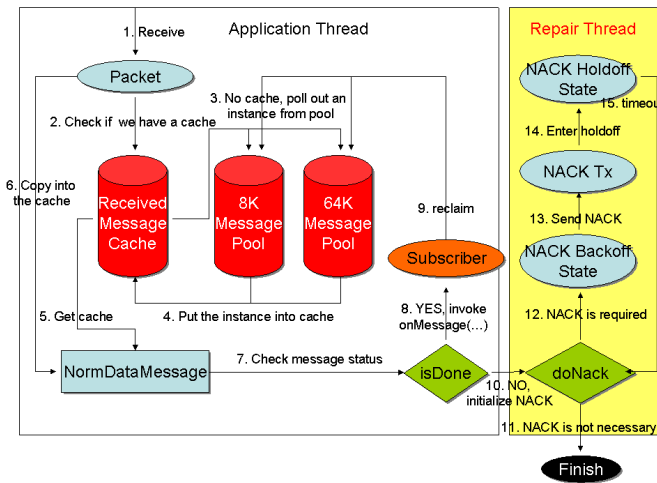 Application Thread
Repair Thread
1. Receive
Packet
2. Check if we have a cache
3. No cache, poll out an
instance from pool
6. Copy into
the cache
Received
Message
Cache
8K
Message
Pool
64K
Message
Pool
9. reclaim
Subscriber
5. Get cache
4. Put the instance into cache
8. YES, invoke
onMessage(...)
NormDataMessage
7. Check message status
isDone
10. NO,
initialize NACK
NACK Holdoff
State
15. timeout
14. Enter holdoff
NACK Tx
13. Send NACK
NACK Backoff
State
12. NACK is required
doNack
11. NACK is not necessary
Finish